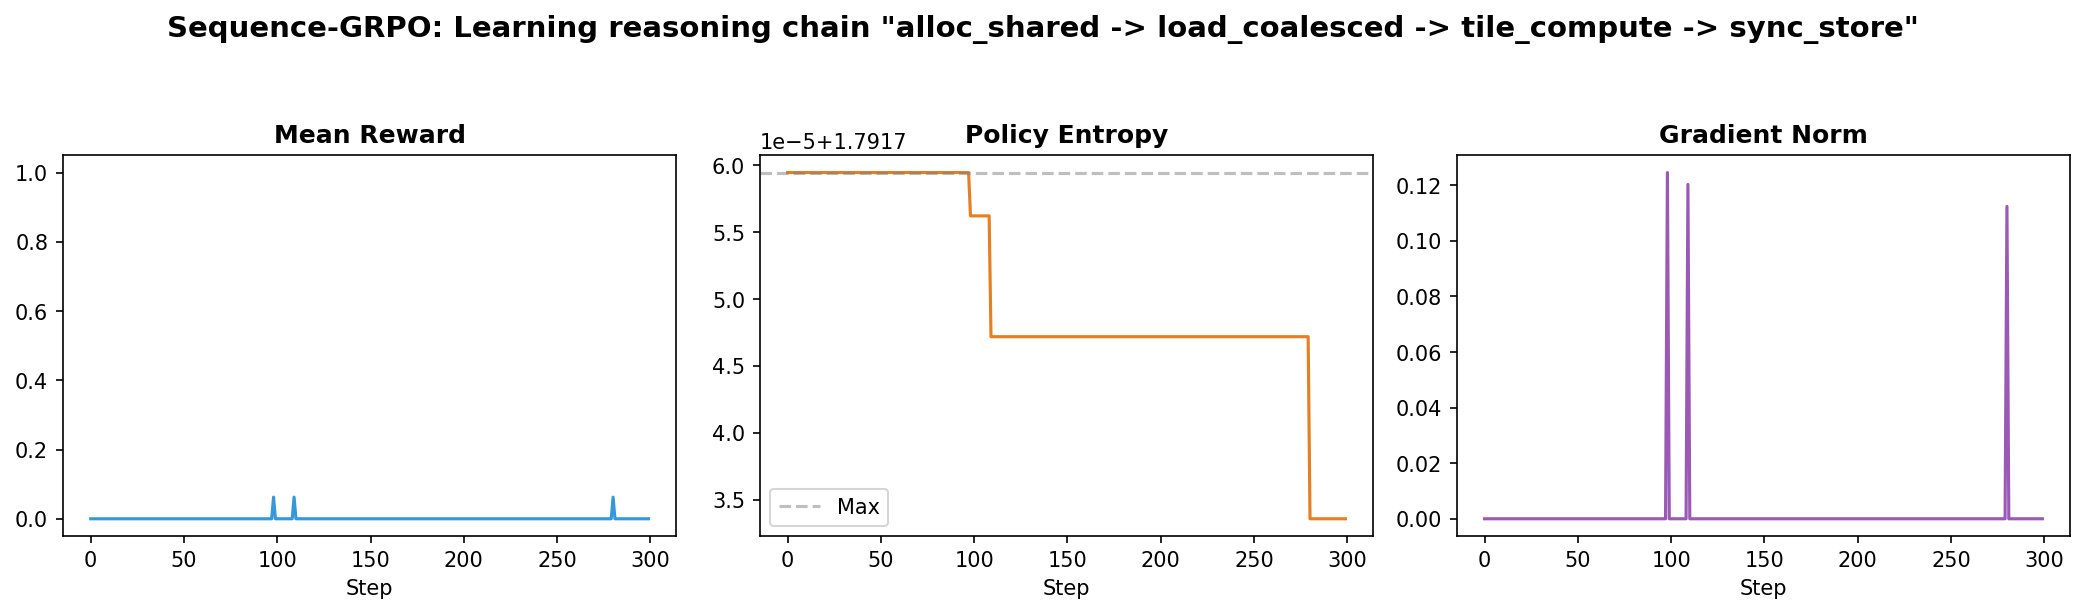 Sequence-GRPO: Learning reasoning chain "alloc_shared -> load_coalesced -> tile_compute -> sync_store"
Mean Reward
1.0
0.8
0.6
0.4
0.2
0.0
0 50 100 150 200 250 300
Step
1e−5+1.7917
Policy Entropy
6.0
5.5
5.0
4.5
4.0
3.5
Max
0 50 100 150 200 250 300
Step
Gradient Norm
0.12
0.10
0.08
0.06
0.04
0.02
0.00
0 50 100 150 200 250 300
Step